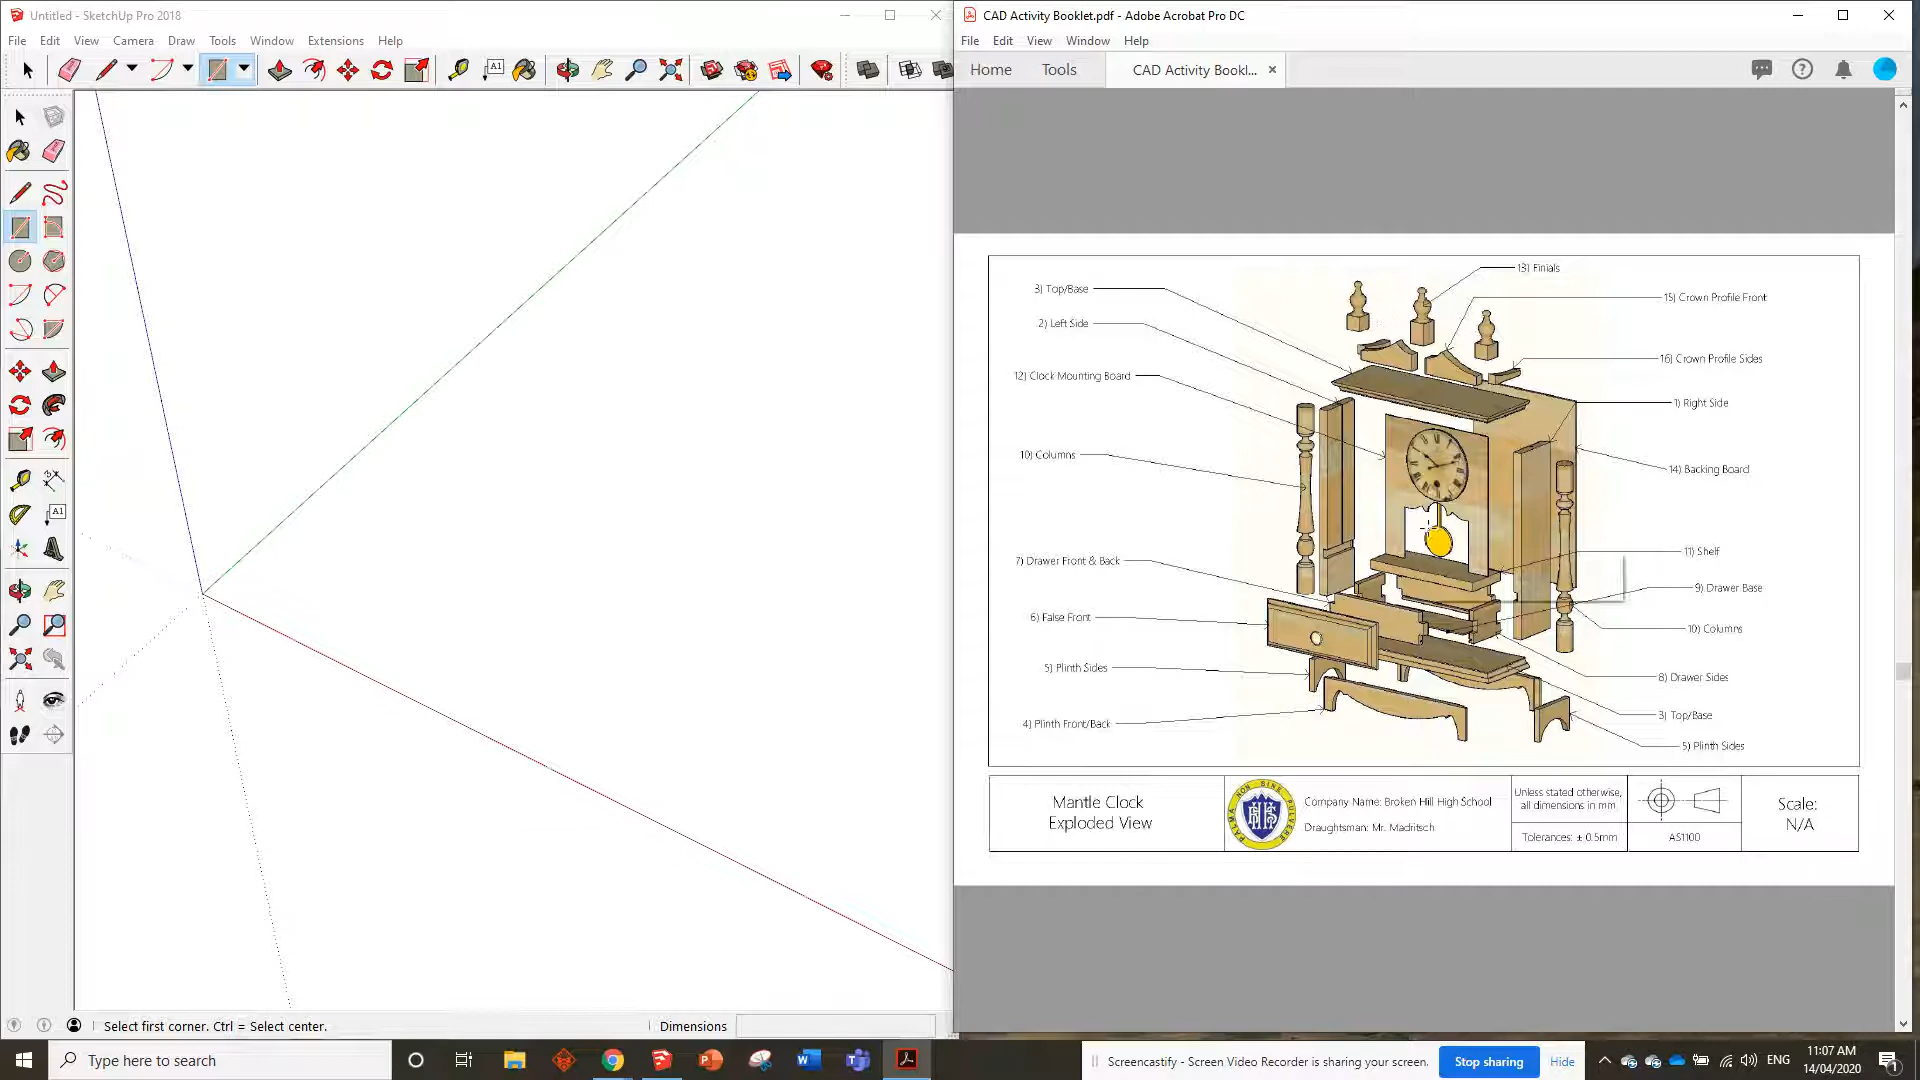 Untitled - SketchUp Pro 2018
File Edit View Camera Draw Tools Window Extensions Help
A1
A1
Select first corner. Ctrl = Select center.
Dimensions
CAD Activity Booklet.pdf - Adobe Acrobat Pro DC
File Edit View Window Help
Home Tools CAD Activity Bookl... ×
13) Finials
3) Top/Base
15) Crown Profile Front
2) Left Side
16) Crown Profile Sides
12) Clock Mounting Board
1) Right Side
10) Columns
14) Backing Board
11) Shelf
7) Drawer Front & Back
9) Drawer Base
6) False Front
10) Columns
5) Plinth Sides
8) Drawer Sides
3) Top/Base
4) Plinth Front/Back
5) Plinth Sides
Mantle Clock
Exploded View
PALMA NON SINE PULVERE
Company Name: Broken Hill High School
Draughtsman: Mr. Madritsch
Unless stated otherwise,
all dimensions in mm
Tolerances: ± 0.5mm
AS1100
Scale:
N/A
Type here to search
Screencastify - Screen Video Recorder is sharing your screen.
Stop sharing
Hide
ENG
11:07 AM
14/04/2020
1